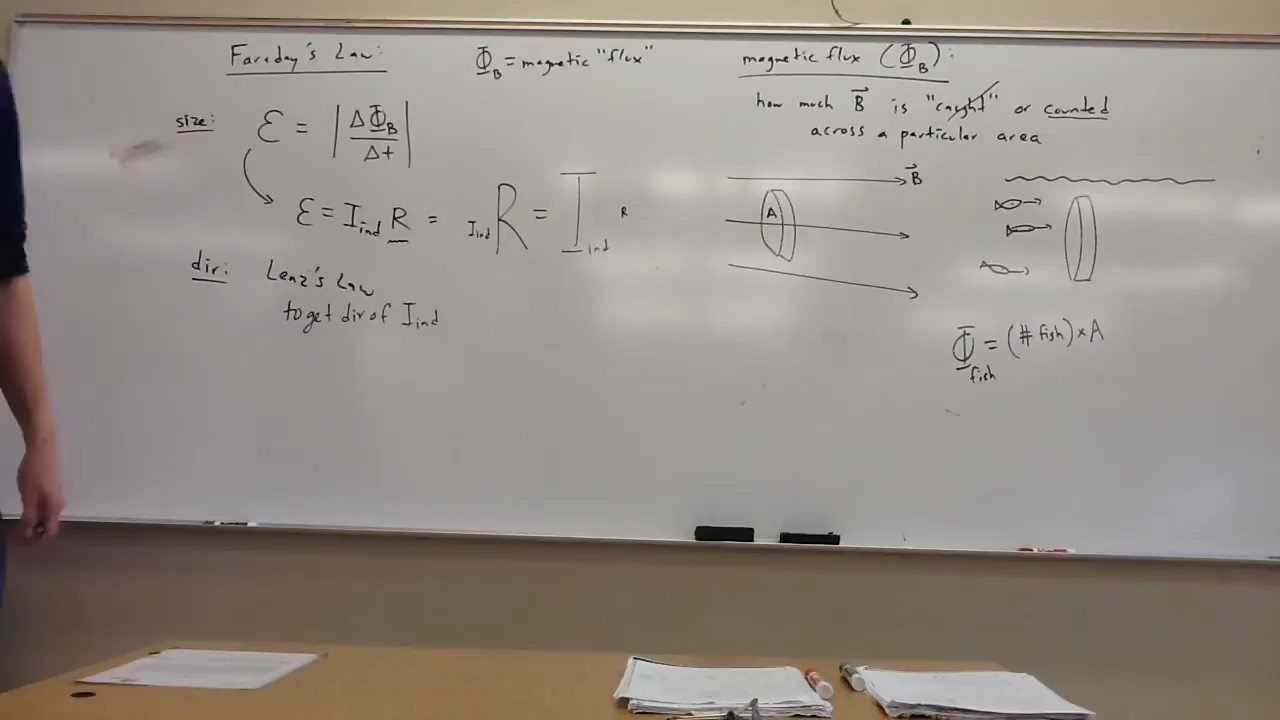 Faraday's Law:
size: ℰ = |ΔΦ_B / Δt|
ℰ = I_ind R = I_ind R = I_ind R
dir: Lenz's Law
to get dir of I_ind
Φ_B = magnetic "flux"
magnetic flux (Φ_B):
how much B⃗ is "caught" or counted
across a particular area
B⃗
A
Φ_fish = (# fish) × A